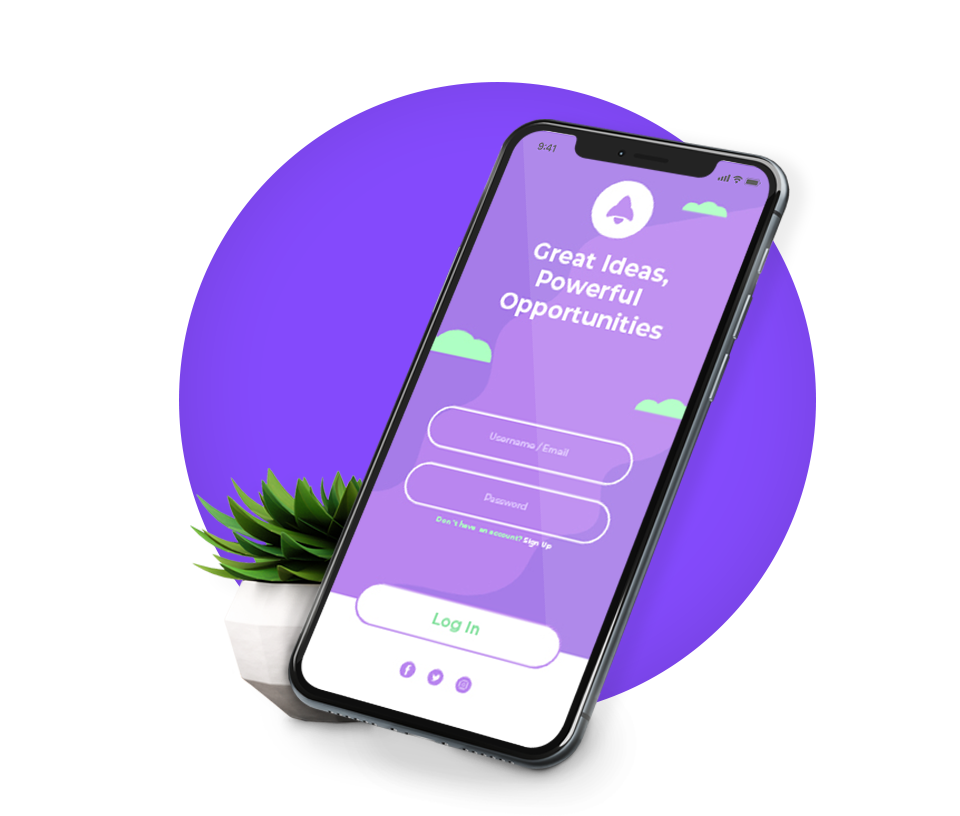 9:41
Great Ideas,
Powerful
Opportunities
Username / Email
Password
Don't have an account? Sign Up
Log In